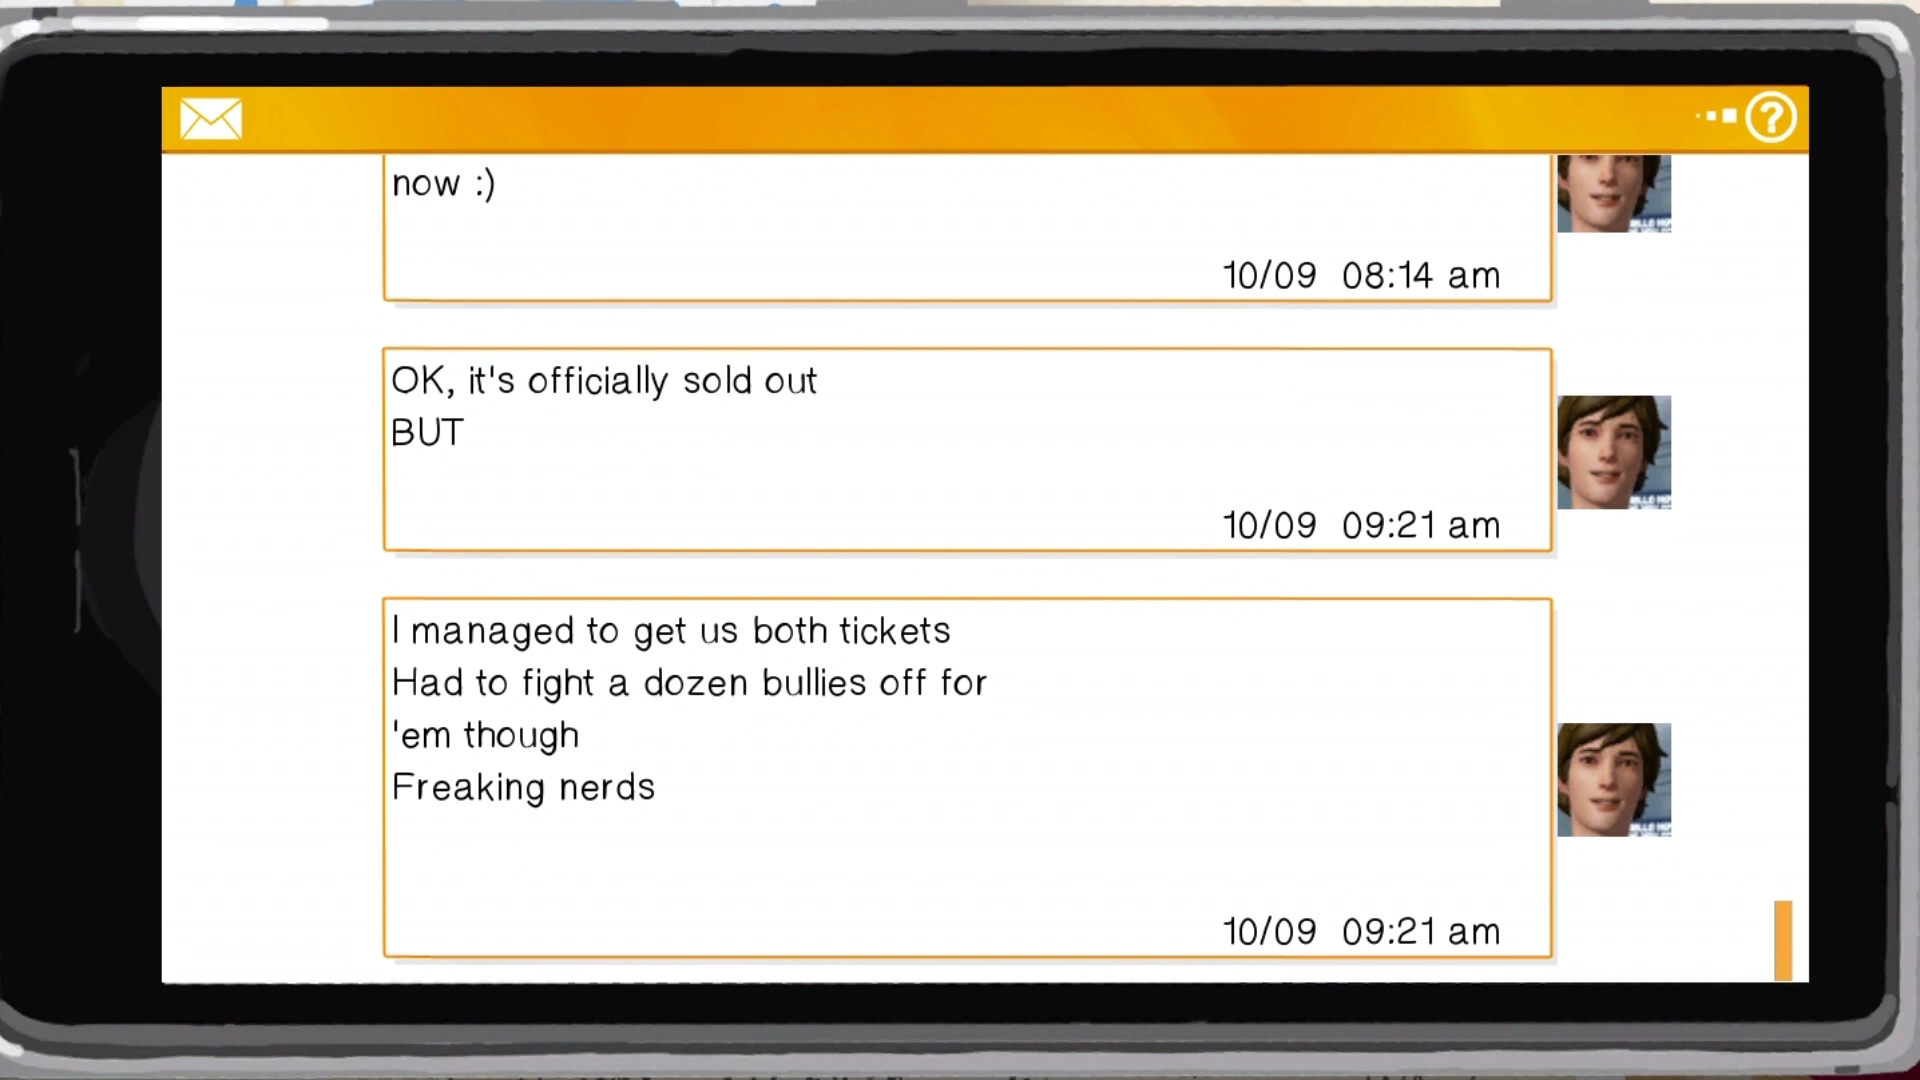 now :)
10/09 08:14 am
OK, it's officially sold out
BUT
10/09 09:21 am
I managed to get us both tickets
Had to fight a dozen bullies off for
'em though
Freaking nerds
10/09 09:21 am